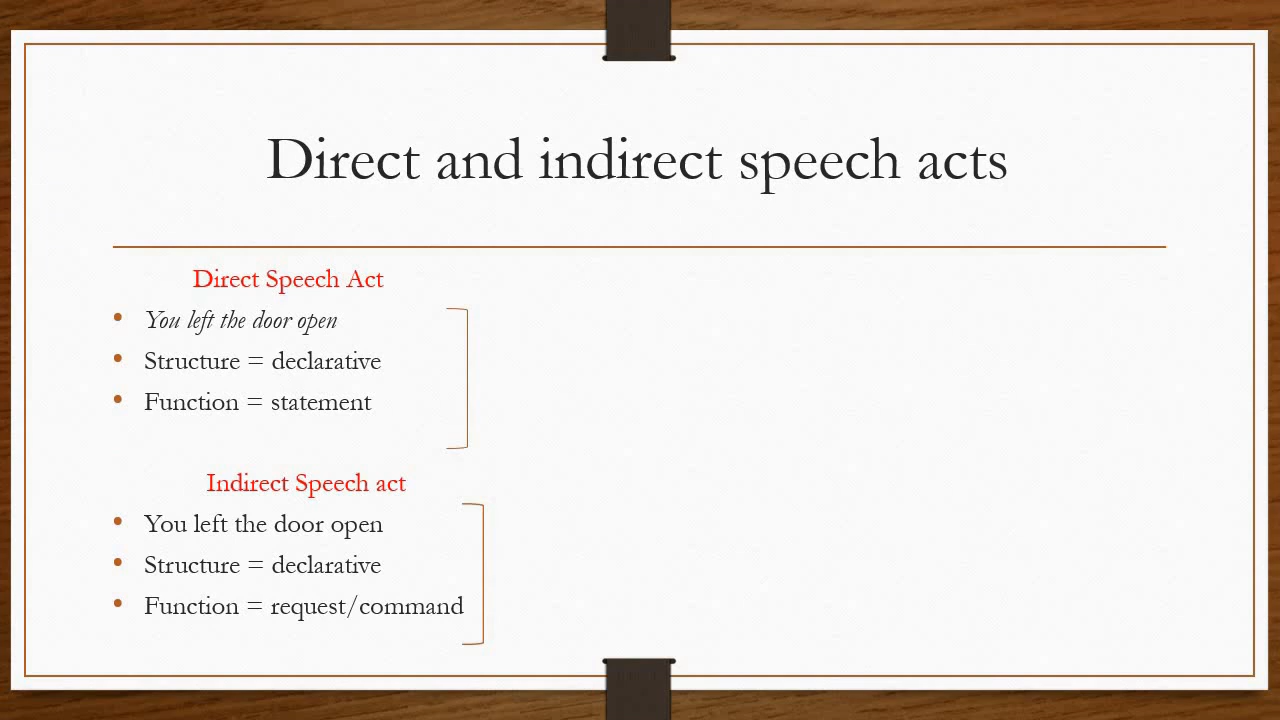 Direct and indirect speech acts
Direct Speech Act
• You left the door open
• Structure = declarative
• Function = statement
Indirect Speech act
• You left the door open
• Structure = declarative
• Function = request/command